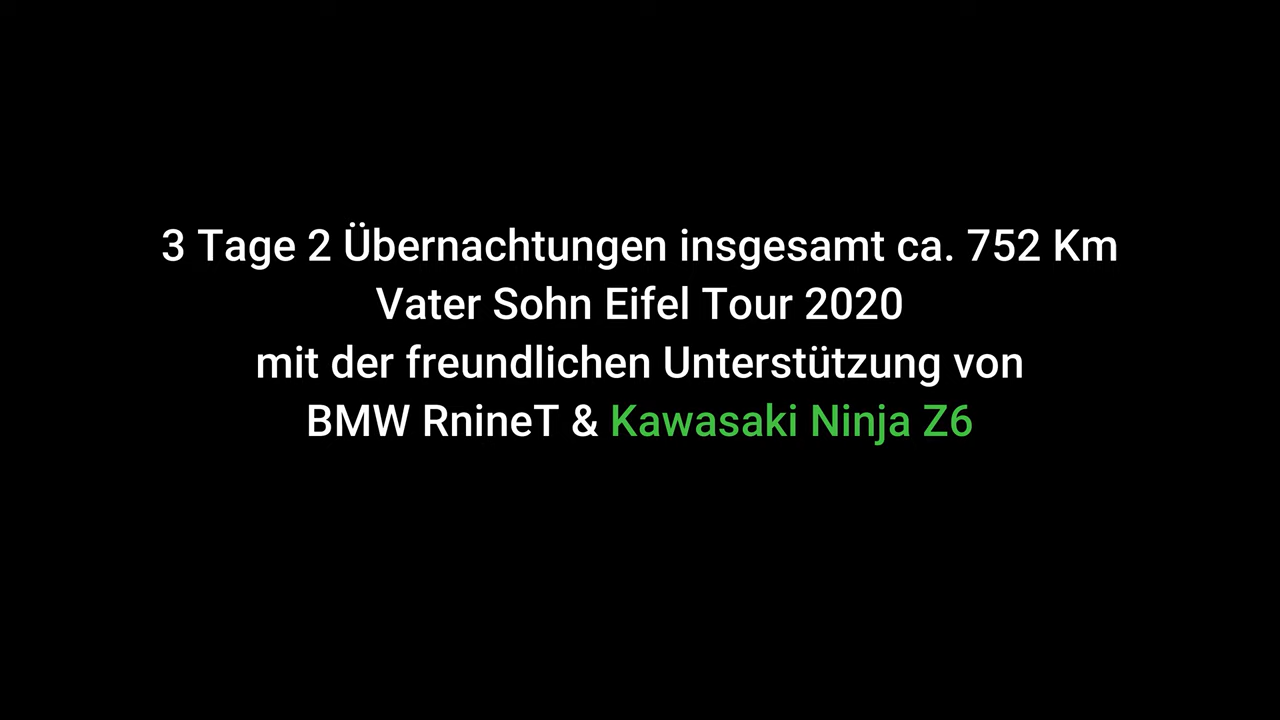 3 Tage 2 Übernachtungen insgesamt ca. 752 Km
Vater Sohn Eifel Tour 2020
mit der freundlichen Unterstützung von
BMW RnineT & Kawasaki Ninja Z6